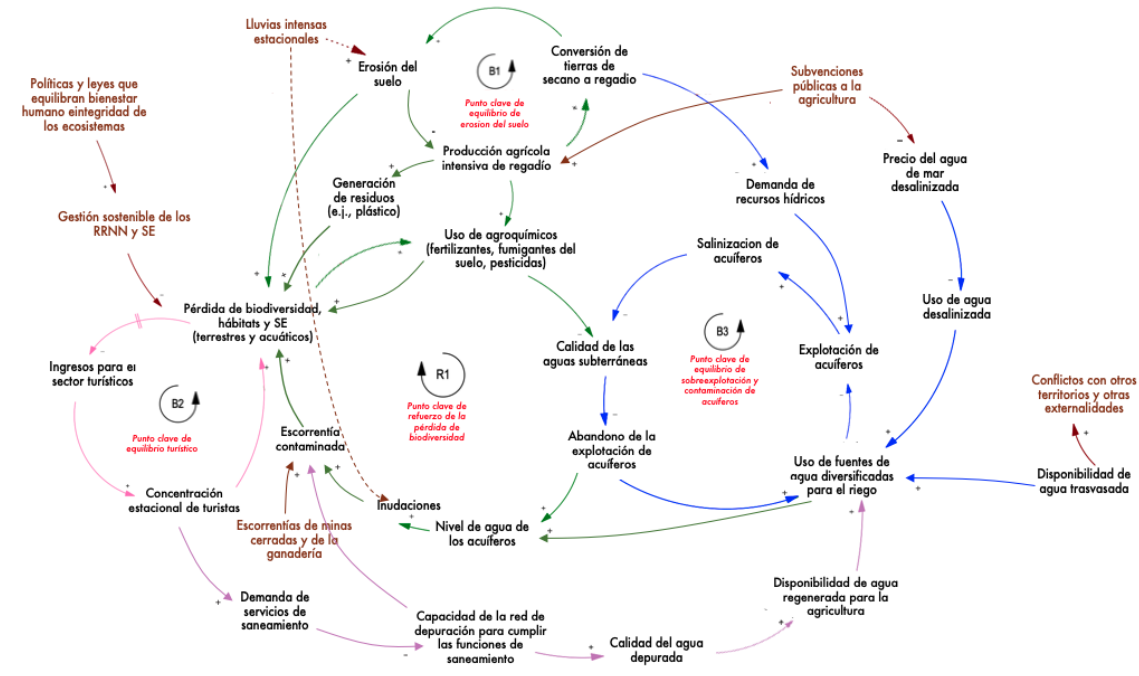 Lluvias intensas
estacionales
Erosión del
suelo
B1
Punto clave de
equilibrio de
erosion del suelo
Conversión de
tierras de
secano a regadio
Subvenciones
públicas a la
agricultura
Políticas y leyes que
equilibran bienestar
humano eintegridad de
los ecosistemas
Producción agrícola
intensiva de regadío
Precio del agua
de mar
desalinizada
Generación
de residuos
(e.j., plástico)
Demanda de
recursos hídricos
Gestión sostenible de los
RRNN y SE
Uso de agroquímicos
(fertilizantes, fumigantes del
suelo, pesticidas)
Salinizacion de
acuíferos
Pérdida de biodiversidad,
hábitats y SE
(terrestres y acuáticos)
Uso de agua
desalinizada
Calidad de las
aguas subterráneas
B3
Punto clave de
equilibrio de
sobreexplotación y
contaminación de
acuíferos
Explotación de
acuíferos
Ingresos para el
sector turísticos
B2
Punto clave de
equilibrio turístico
R1
Punto clave de
refuerzo de la
pérdida de
biodiversidad
Conflictos con otros
territorios y otras
externalidades
Escorrentía
contaminada
Abandono de la
explotación de
acuíferos
Uso de fuentes de
agua diversificadas
para el riego
Disponibilidad de
agua trasvasada
Concentración
estacional de turistas
Inudaciones
Escorrentías de minas
cerradas y de la
ganadería
Nivel de agua de
los acuíferos
Demanda de
servicios de
saneamiento
Disponibilidad de agua
regenerada para la
agricultura
Capacidad de la red de
depuración para cumplir
las funciones de
saneamiento
Calidad del agua
depurada